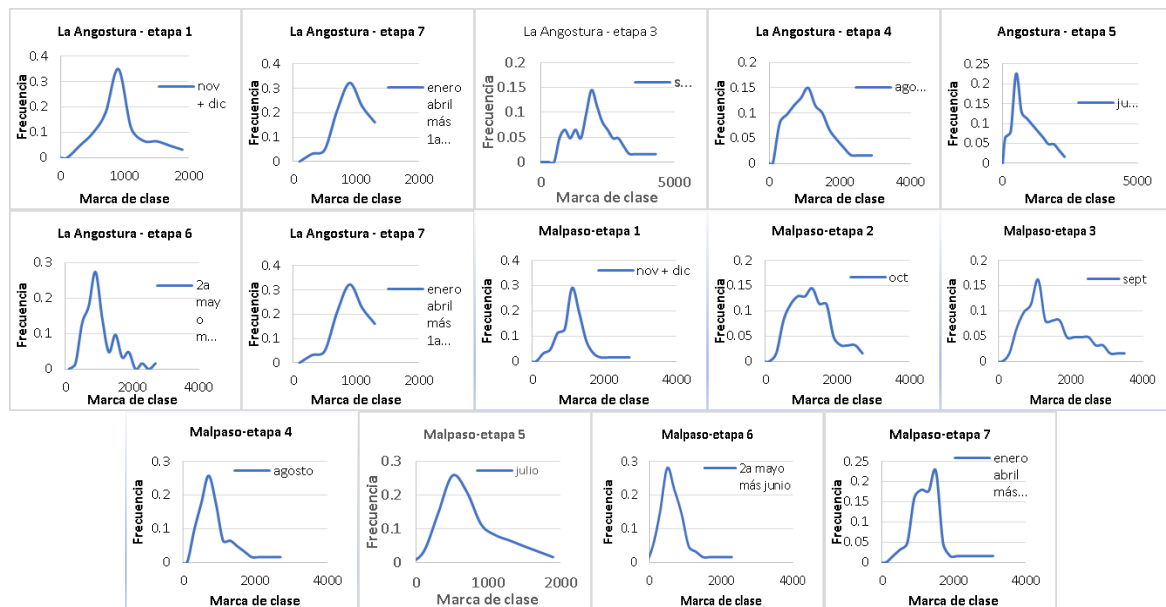 La Angostura - etapa 1
Frecuencia
0.4
0.3
0.2
0.1
0
0
1000
2000
nov
+ dic
Marca de clase
La Angostura - etapa 7
Frecuencia
0.4
0.3
0.2
0.1
0
0
1000
2000
enero
abril
más 1a...
Marca de clase
La Angostura - etapa 3
Frecuencia
0.2
0.15
0.1
0.05
0
0
5000
s...
Marca de clase
La Angostura - etapa 4
Frecuencia
0.2
0.15
0.1
0.05
0
0
2000
4000
ago...
Marca de clase
Angostura - etapa 5
Frecuencia
0.25
0.2
0.15
0.1
0.05
0
0
5000
ju...
Marca de clase
La Angostura - etapa 6
Frecuencia
0.3
0.2
0.1
0
0
2000
4000
2a
may
o
m...
Marca de clase
La Angostura - etapa 7
Frecuencia
0.4
0.3
0.2
0.1
0
0
1000
2000
enero
abril
más 1a...
Marca de clase
Malpaso-etapa 1
Frecuencia
0.4
0.3
0.2
0.1
0
0
2000
4000
nov + dic
Marca de clase
Malpaso-etapa 2
Frecuencia
0.2
0.15
0.1
0.05
0
0
2000
4000
oct
Marca de clase
Malpaso-etapa 3
Frecuencia
0.2
0.15
0.1
0.05
0
0
2000
4000
sept
Marca de clase
Malpaso-etapa 4
Frecuencia
0.3
0.2
0.1
0
0
2000
4000
agosto
Marca de clase
Malpaso-etapa 5
Frecuencia
0.3
0.2
0.1
0
0
1000
2000
julio
Marca de clase
Malpaso-etapa 6
Frecuencia
0.3
0.2
0.1
0
0
2000
4000
2a mayo
más junio
Marca de clase
Malpaso-etapa 7
Frecuencia
0.25
0.2
0.15
0.1
0.05
0
0
2000
4000
enero
abril
más...
Marca de clase